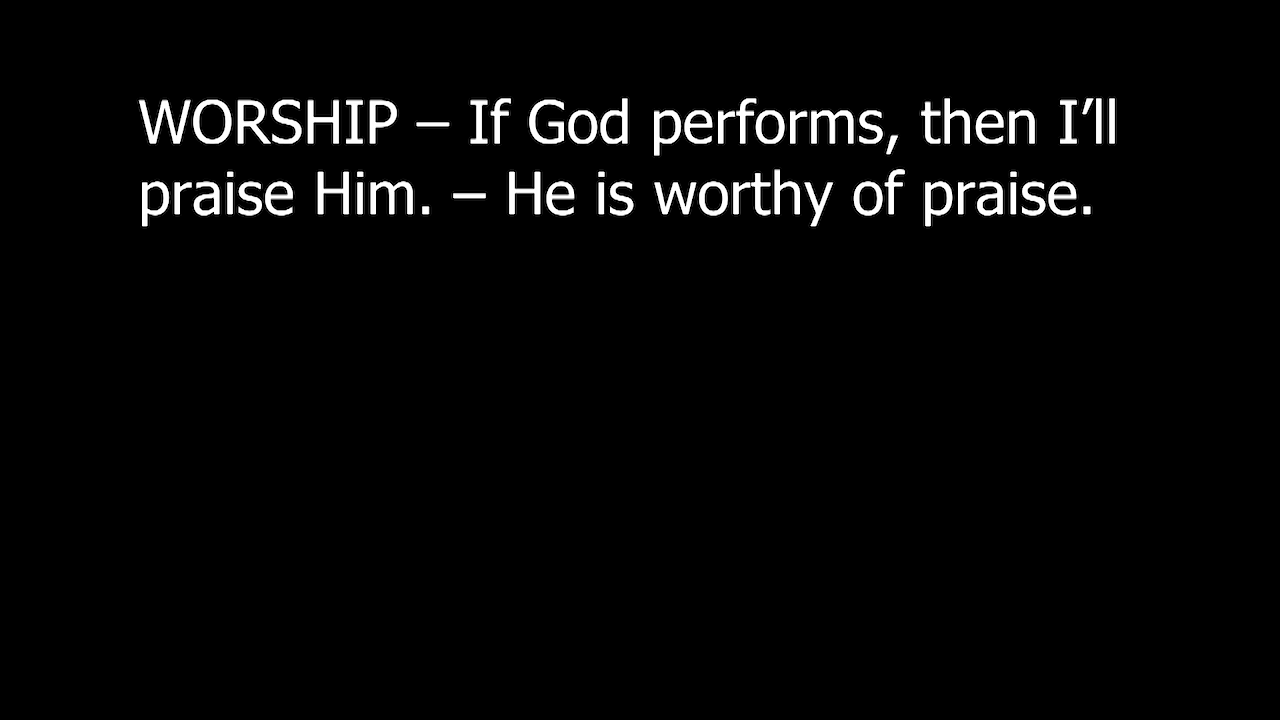 WORSHIP – If God performs, then I’ll
praise Him. – He is worthy of praise.